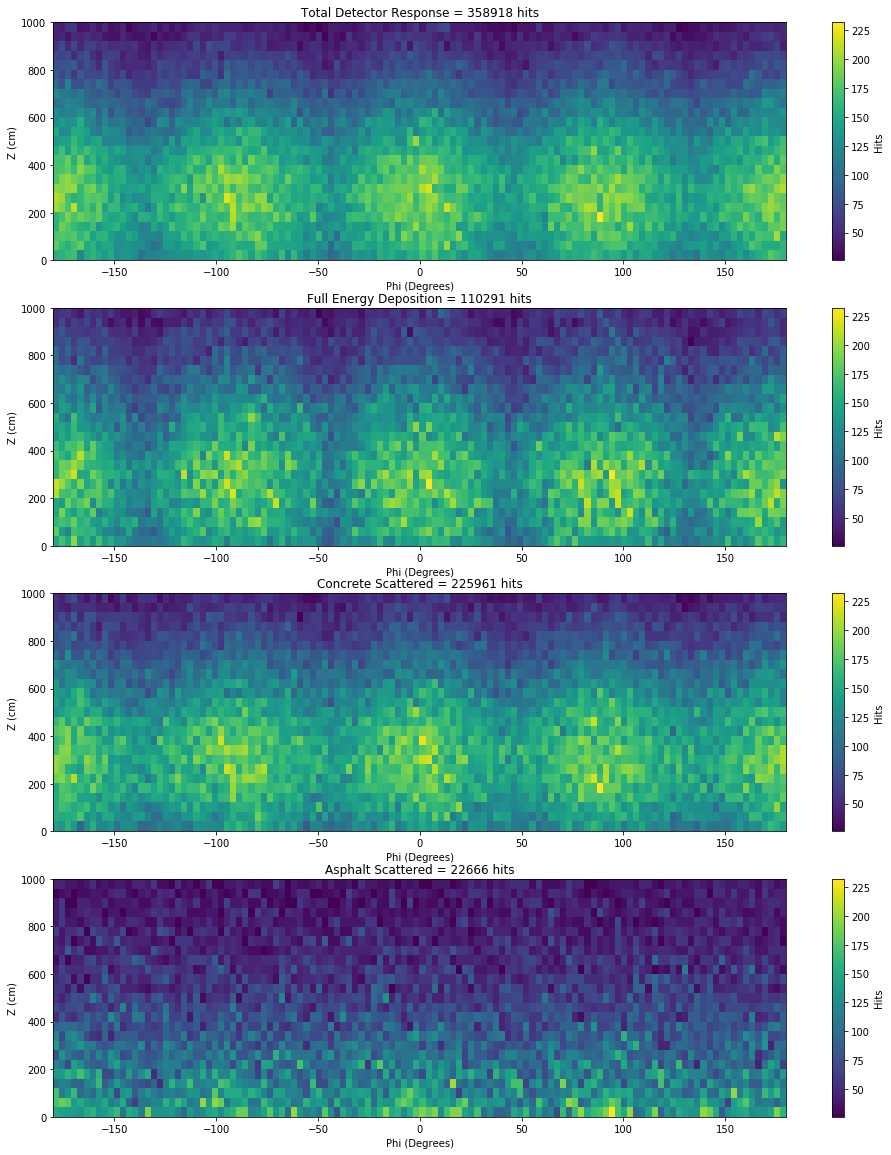 Total Detector Response = 358918 hits
1000
800
600
400
200
0
Z (cm)
−150 −100 −50 0 50 100 150
Phi (Degrees)
225
200
175
150
125
100
75
50
Hits
Full Energy Deposition = 110291 hits
1000
800
600
400
200
0
Z (cm)
−150 −100 −50 0 50 100 150
Phi (Degrees)
225
200
175
150
125
100
75
50
Hits
Concrete Scattered = 225961 hits
1000
800
600
400
200
0
Z (cm)
−150 −100 −50 0 50 100 150
Phi (Degrees)
225
200
175
150
125
100
75
50
Hits
Asphalt Scattered = 22666 hits
1000
800
600
400
200
0
Z (cm)
−150 −100 −50 0 50 100 150
Phi (Degrees)
225
200
175
150
125
100
75
50
Hits